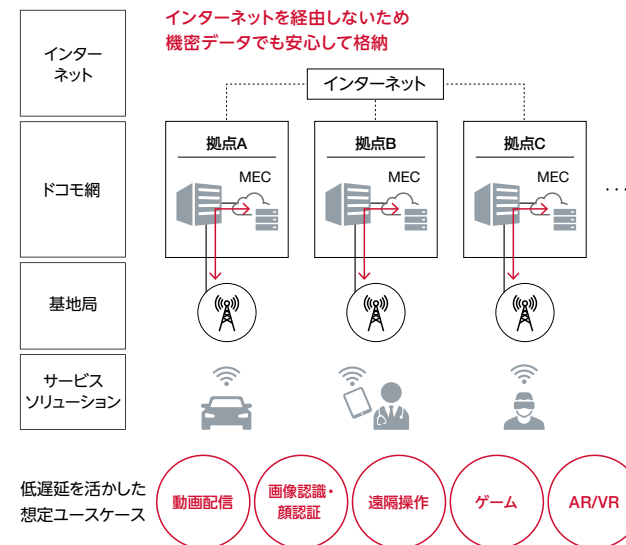 インターネットを経由しないため
機密データでも安心して格納
インター
ネット
インターネット
ドコモ網
拠点A
MEC
拠点B
MEC
拠点C
MEC
・・・
基地局
サービス
ソリューション
低遅延を活かした
想定ユースケース
動画配信
画像認識・
顔認証
遠隔操作
ゲーム
AR/VR